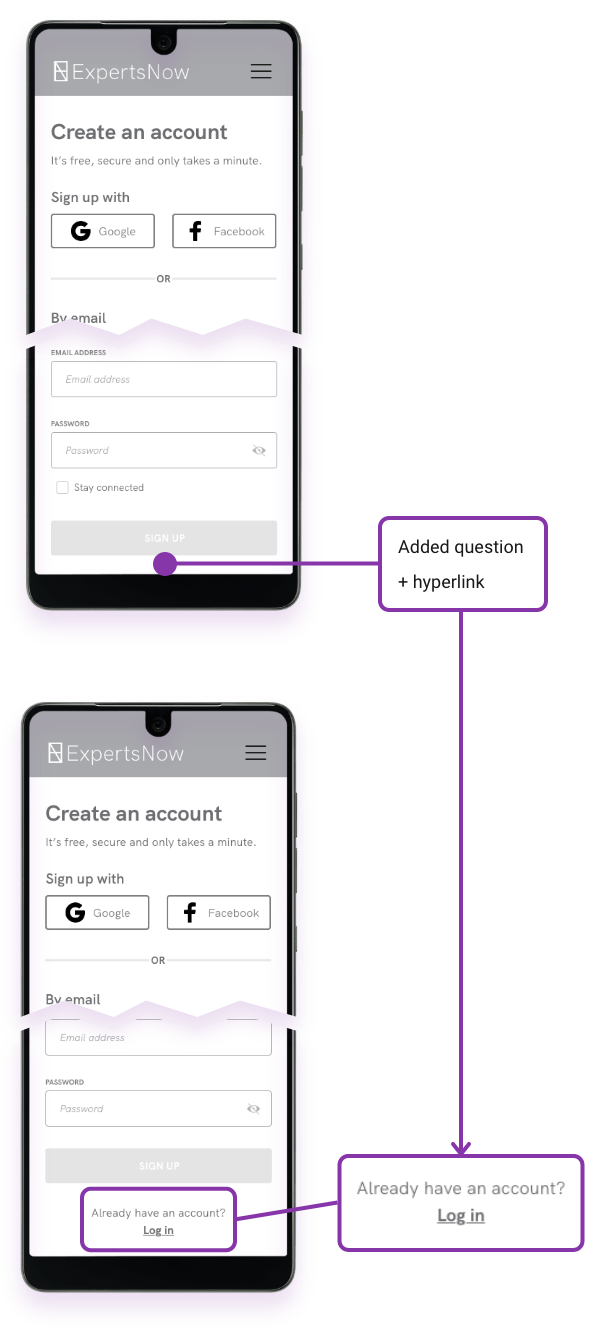 ExpertsNow
Create an account
It's free, secure and only takes a minute.
Sign up with
Google
Facebook
OR
By email
EMAIL ADDRESS
Email address
PASSWORD
Password
Stay connected
SIGN UP
Added question
+ hyperlink
ExpertsNow
Create an account
It's free, secure and only takes a minute.
Sign up with
Google
Facebook
OR
By email
Email address
PASSWORD
Password
SIGN UP
Already have an account?
Log in
Already have an account?
Log in